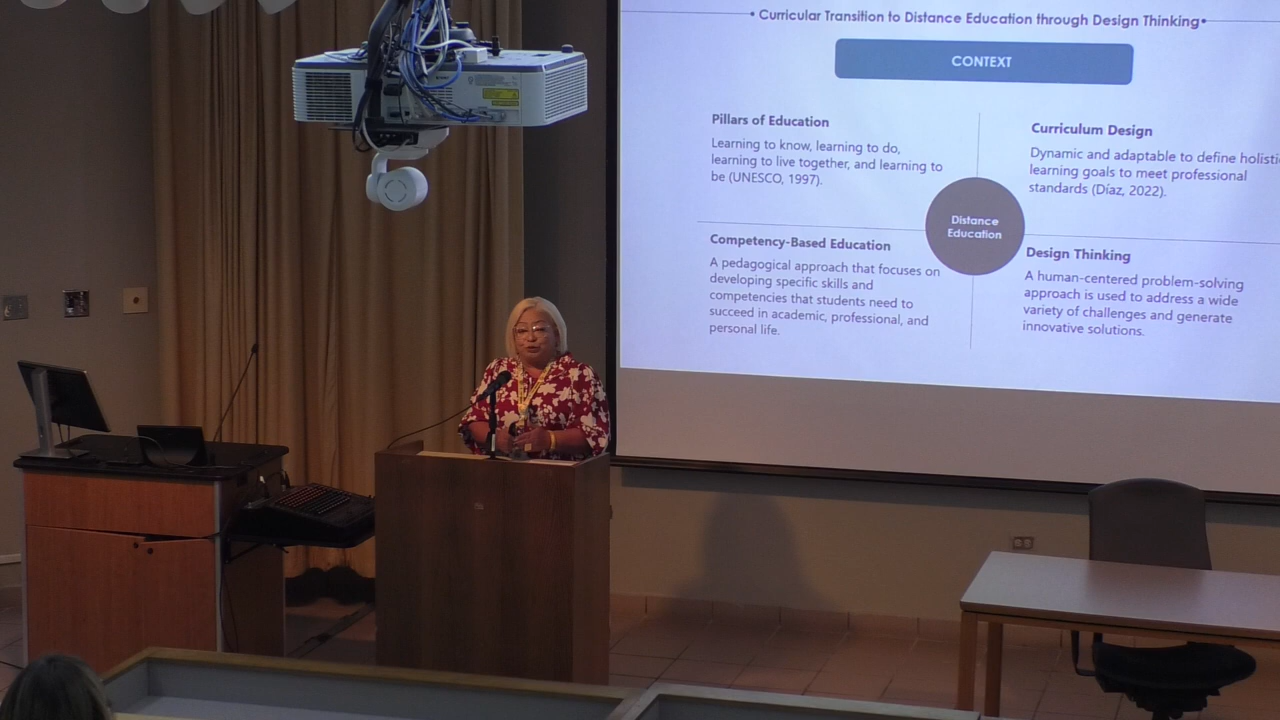 • Curricular Transition to Distance Education through Design Thinking•
CONTEXT
Pillars of Education
Learning to know, learning to do,
learning to live together, and learning to
be (UNESCO, 1997).
Curriculum Design
Dynamic and adaptable to define holistic
learning goals to meet professional
standards (Díaz, 2022).
Distance
Education
Competency-Based Education
A pedagogical approach that focuses on
developing specific skills and
competencies that students need to
succeed in academic, professional, and
personal life.
Design Thinking
A human-centered problem-solving
approach is used to address a wide
variety of challenges and generate
innovative solutions.